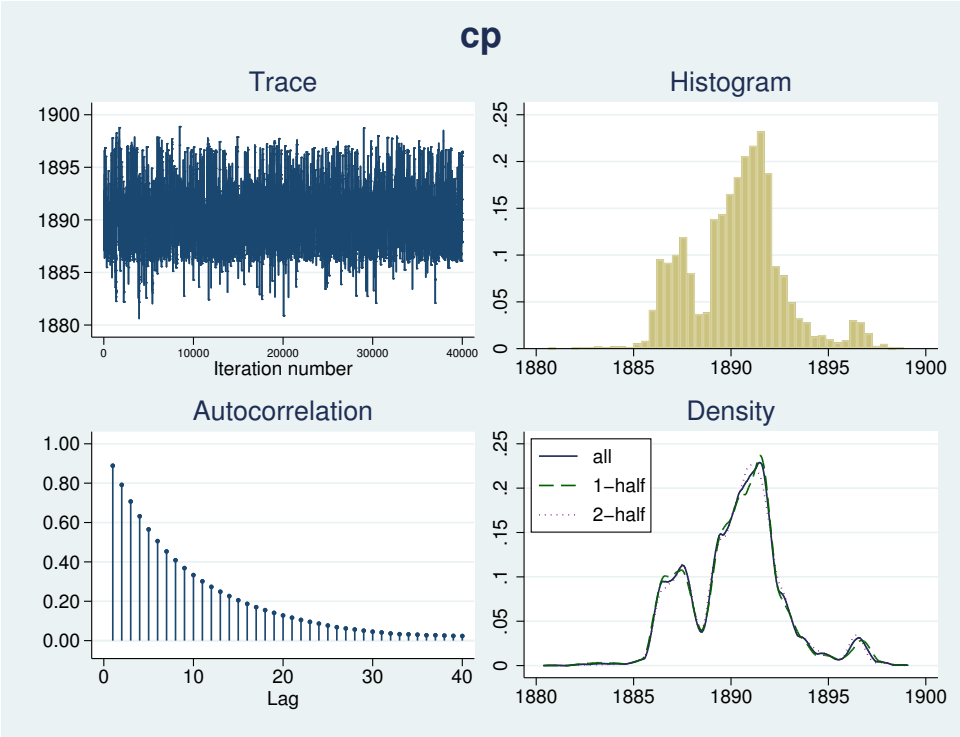 cp
Trace
1900
1895
1890
1885
1880
0 10000 20000 30000 40000
Iteration number
Histogram
.25
.2
.15
.1
.05
0
1880 1885 1890 1895 1900
Autocorrelation
1.00
0.80
0.60
0.40
0.20
0.00
0 10 20 30 40
Lag
Density
.25
.2
.15
.1
.05
0
all
1−half
2−half
1880 1885 1890 1895 1900